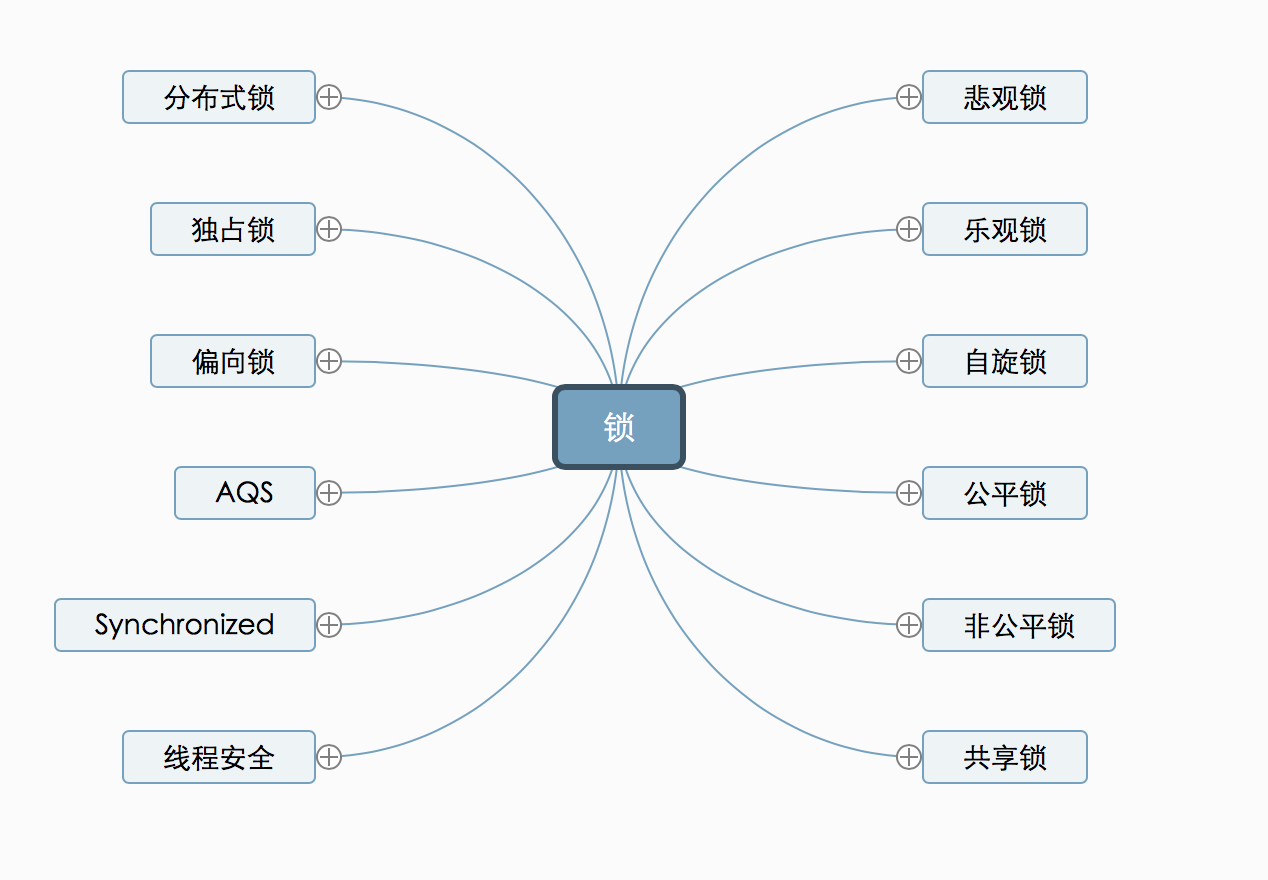 分布式锁
独占锁
偏向锁
AQS
Synchronized
线程安全
锁
悲观锁
乐观锁
自旋锁
公平锁
非公平锁
共享锁